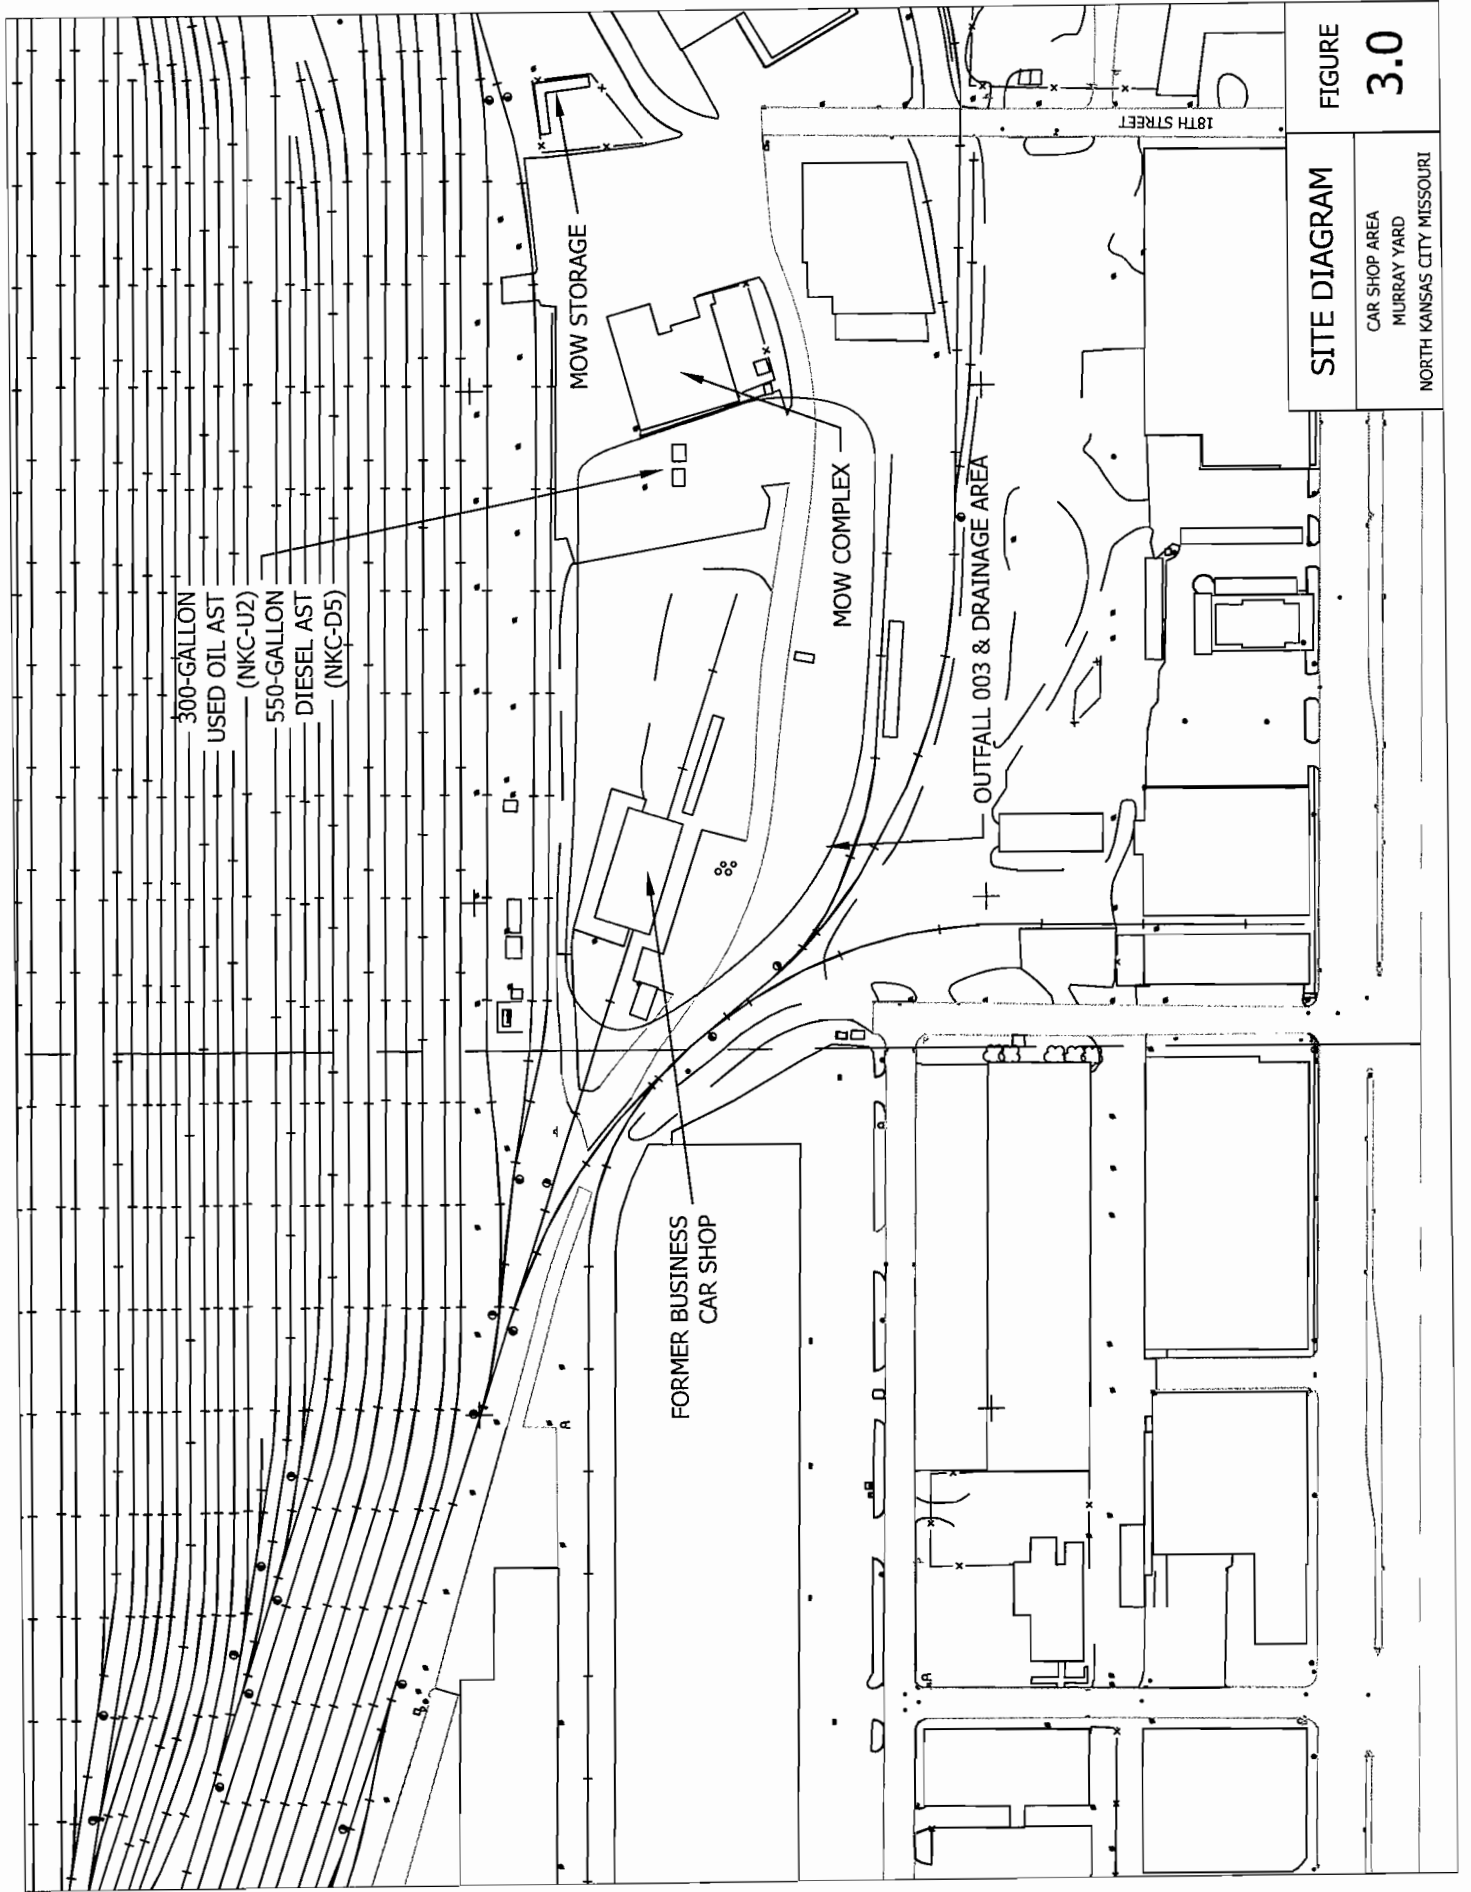 300-GALLON
USED OIL AST
(NKC-U2)
550-GALLON
DIESEL AST
(NKC-D5)
MOW STORAGE
MOW COMPLEX
OUTFALL 003 & DRAINAGE AREA
FORMER BUSINESS
CAR SHOP
18TH STREET
SITE DIAGRAM
CAR SHOP AREA
MURRAY YARD
NORTH KANSAS CITY MISSOURI
FIGURE
3.0